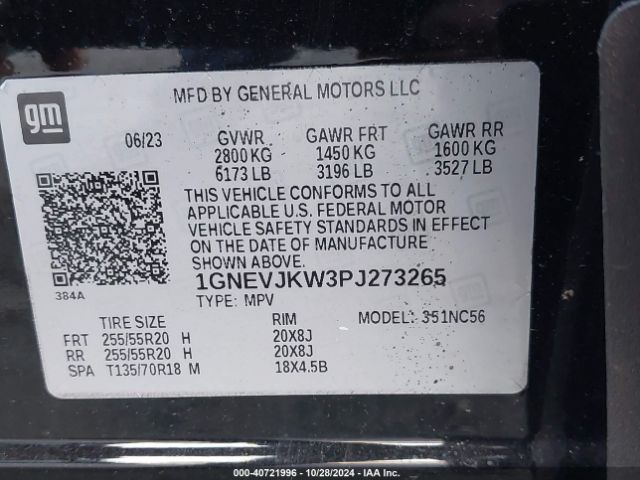 gm
MFD BY GENERAL MOTORS LLC
06/23 GVWR GAWR FRT GAWR RR
2800 KG 1450 KG 1600 KG
6173 LB 3196 LB 3527 LB
THIS VEHICLE CONFORMS TO ALL
APPLICABLE U.S. FEDERAL MOTOR
VEHICLE SAFETY STANDARDS IN EFFECT
ON THE DATE OF MANUFACTURE
SHOWN ABOVE.
384A
1GNEVJKW3PJ273265
TYPE: MPV
TIRE SIZE RIM MODEL: 351NC56
FRT 255/55R20 H 20X8J
RR 255/55R20 H 20X8J
SPA T135/70R18 M 18X4.5B
000-40721996 - 10/28/2024 - IAA Inc.